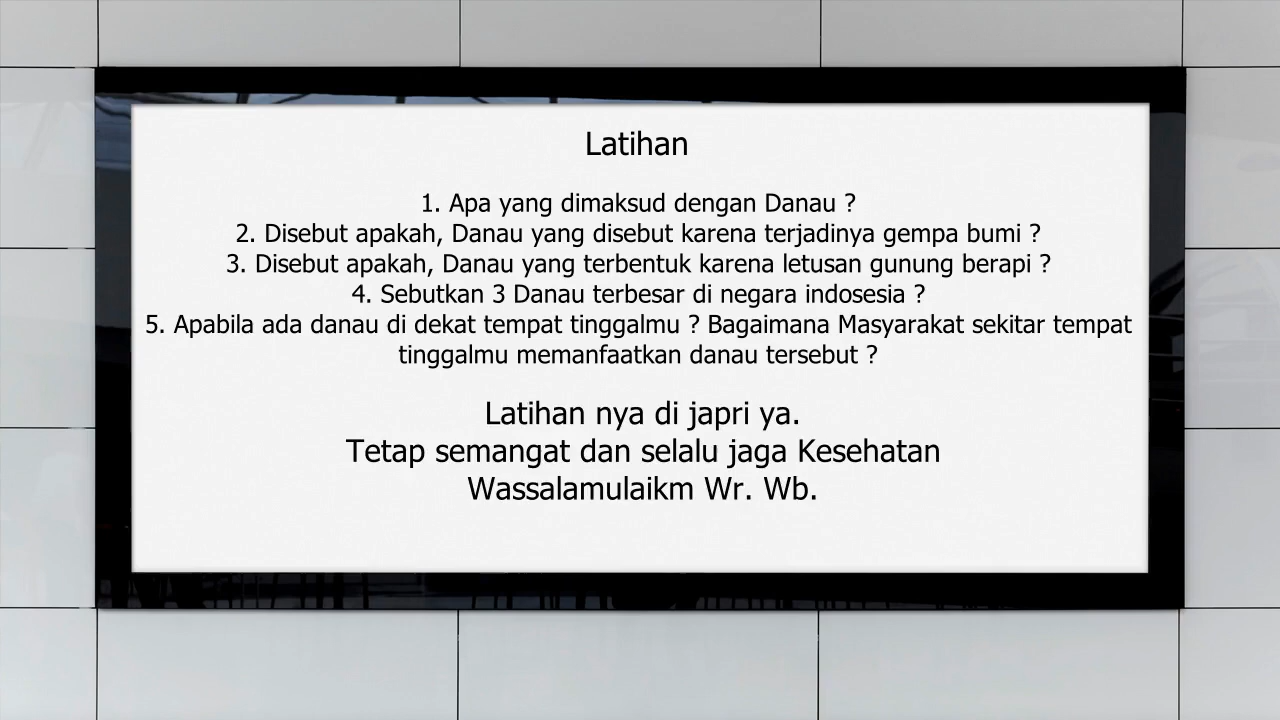 Latihan
1. Apa yang dimaksud dengan Danau ?
2. Disebut apakah, Danau yang disebut karena terjadinya gempa bumi ?
3. Disebut apakah, Danau yang terbentuk karena letusan gunung berapi ?
4. Sebutkan 3 Danau terbesar di negara indosesia ?
5. Apabila ada danau di dekat tempat tinggalmu ? Bagaimana Masyarakat sekitar tempat
tinggalmu memanfaatkan danau tersebut ?
Latihan nya di japri ya.
Tetap semangat dan selalu jaga Kesehatan
Wassalamulaikm Wr. Wb.